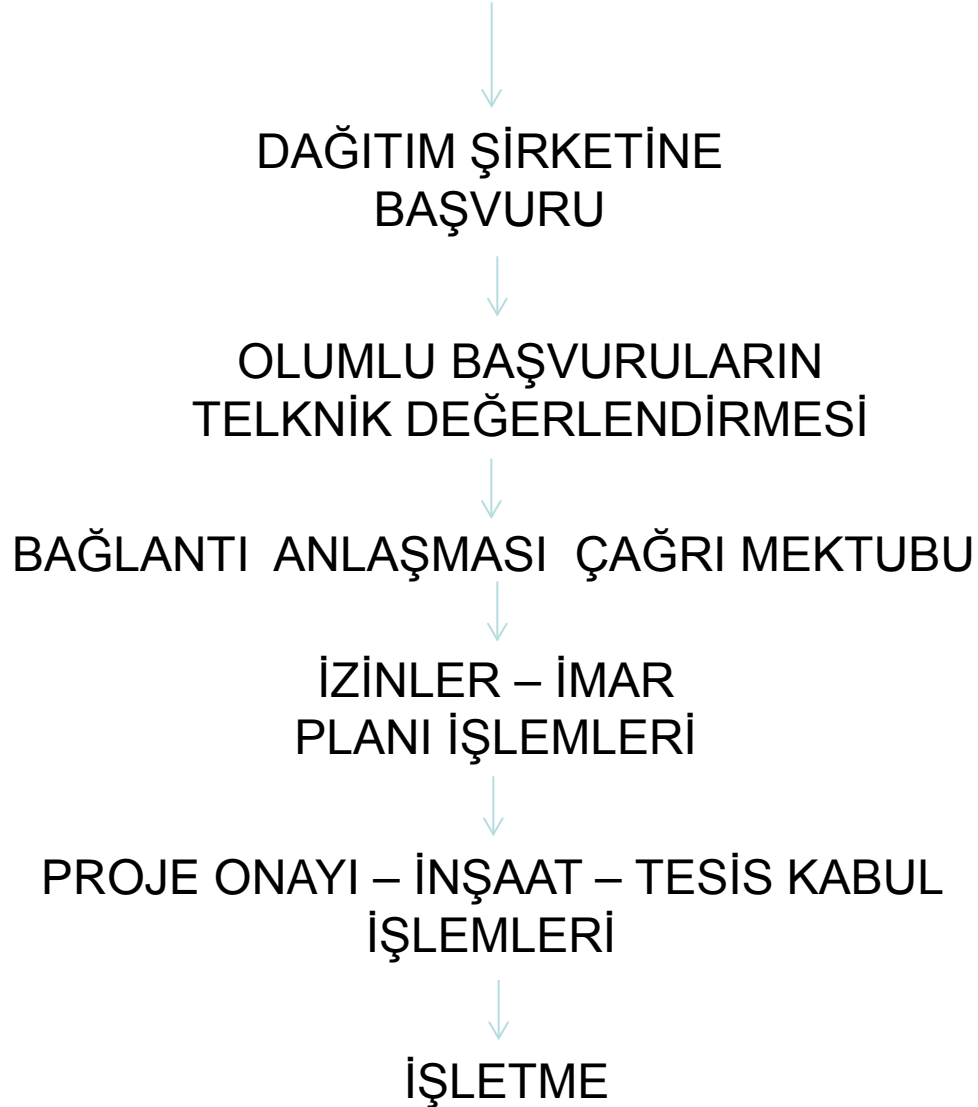 DAĞITIM ŞİRKETİNE
BAŞVURU
OLUMLU BAŞVURULARIN
TELKNİK DEĞERLENDİRMESİ
BAĞLANTI ANLAŞMASI ÇAĞRI MEKTUBU
İZİNLER – İMAR
PLANI İŞLEMLERİ
PROJE ONAYI – İNŞAAT – TESİS KABUL
İŞLEMLERİ
İŞLETME